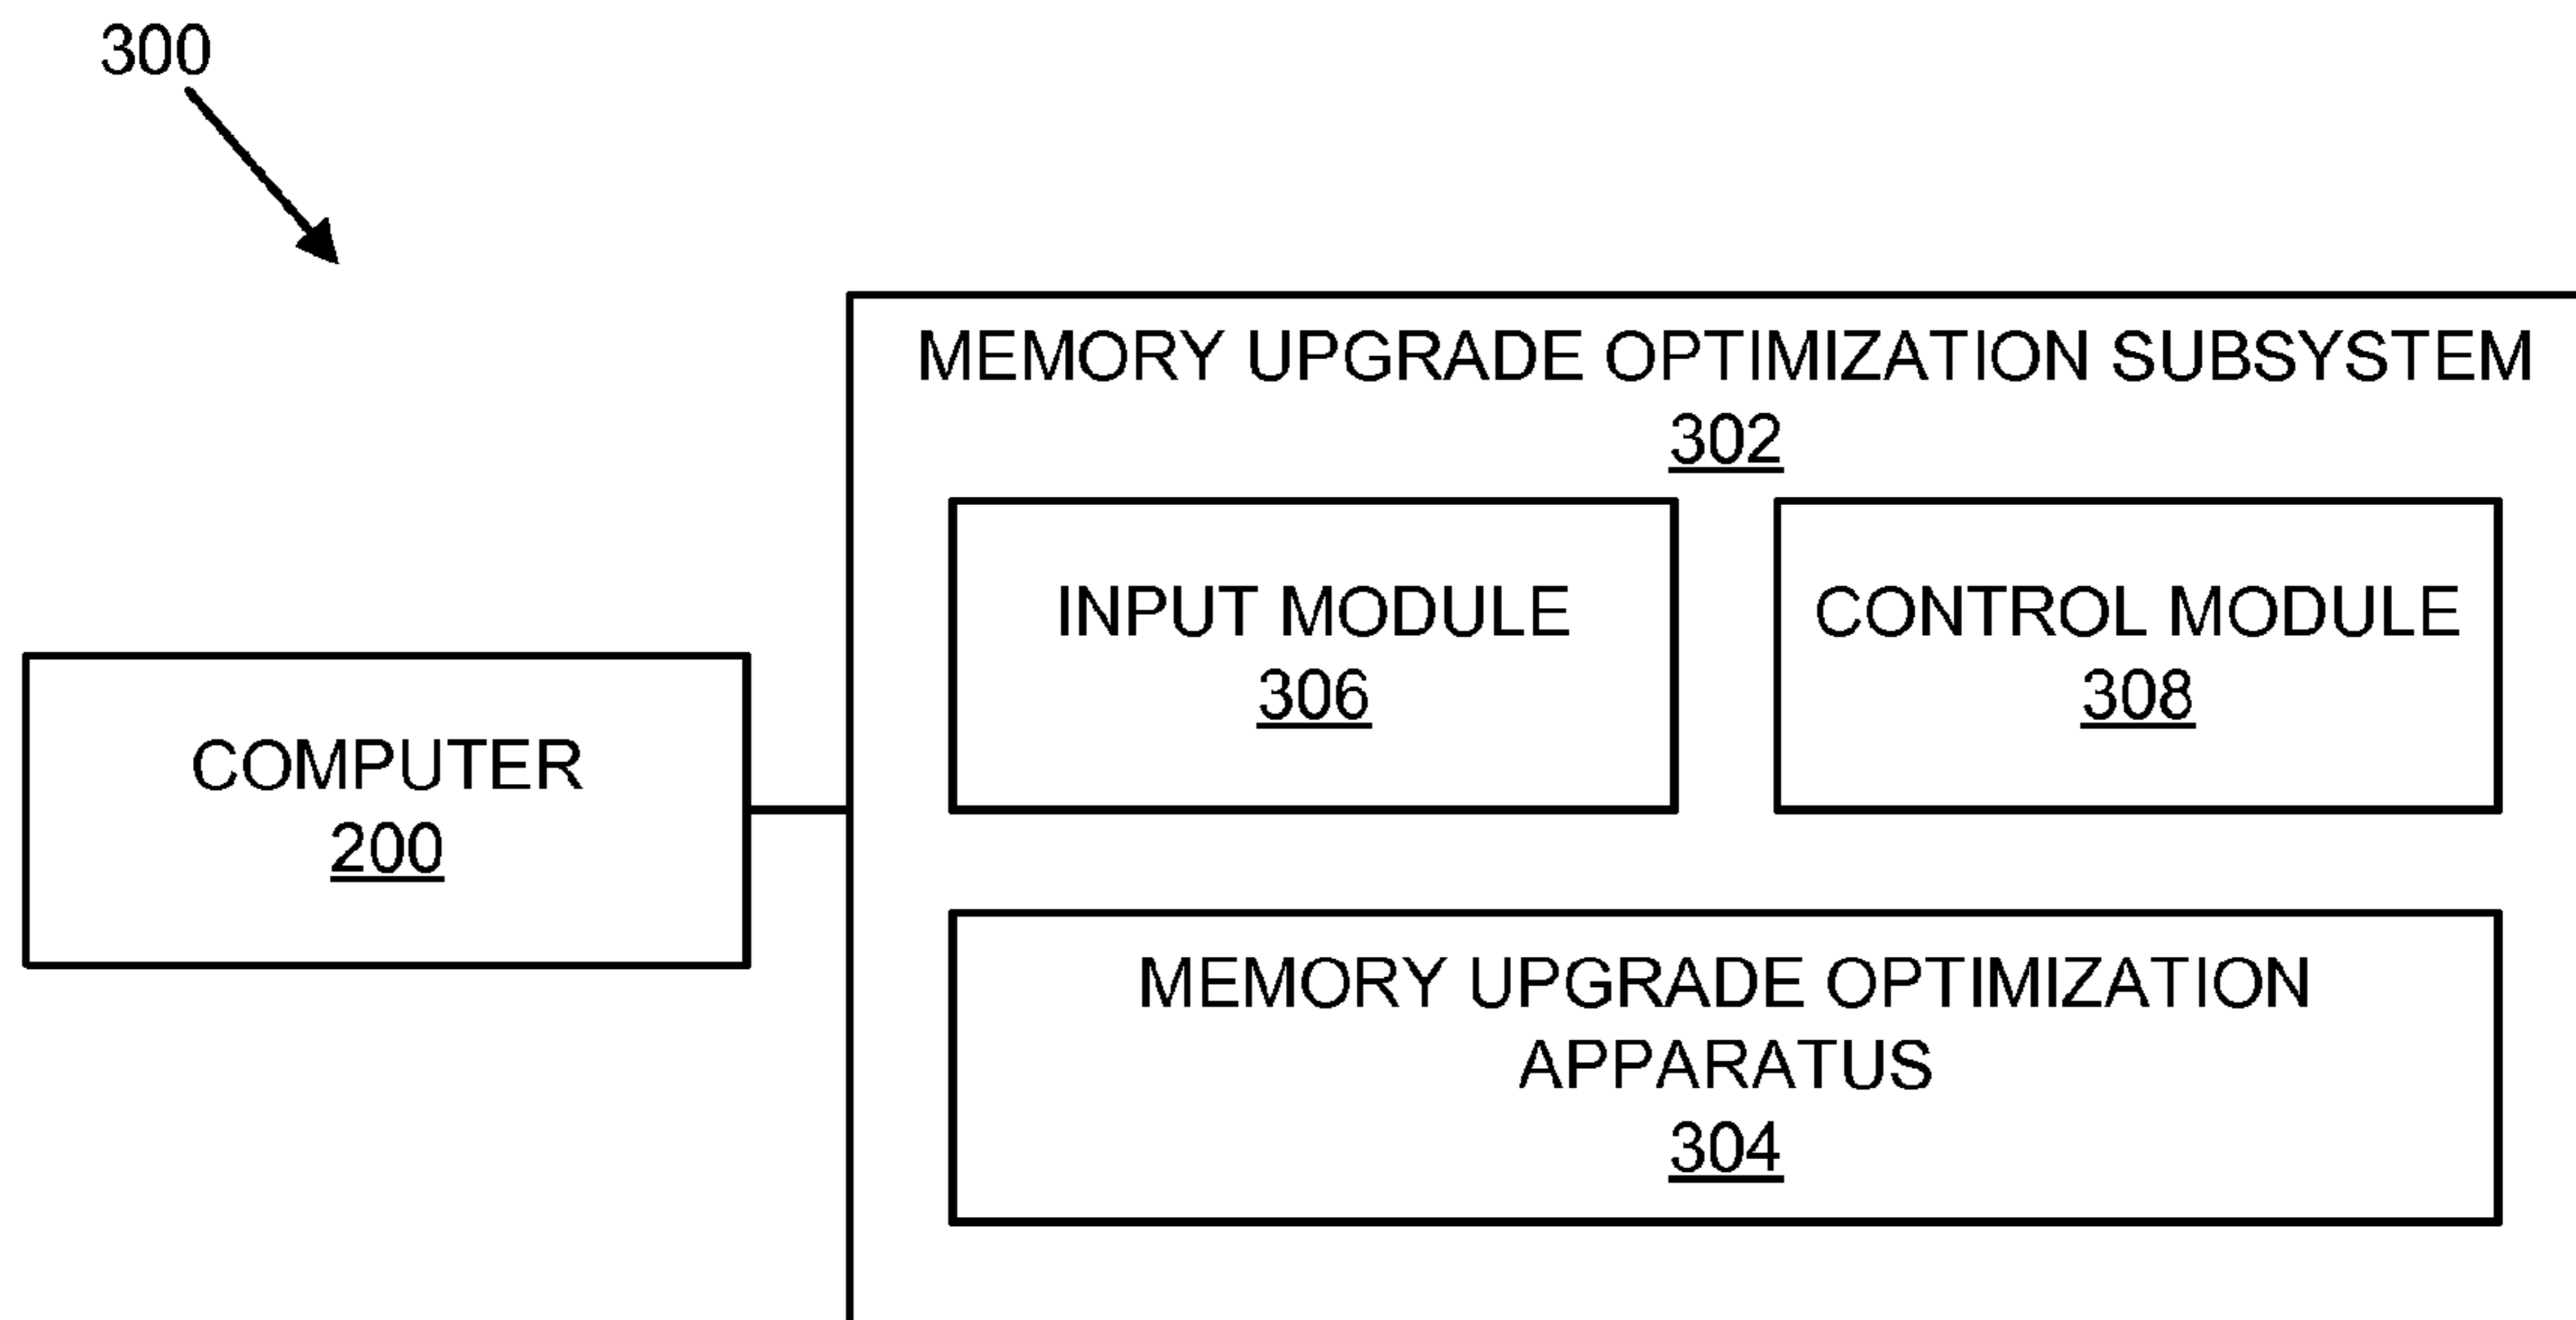 300
MEMORY UPGRADE OPTIMIZATION SUBSYSTEM
302
INPUT MODULE
306
CONTROL MODULE
308
COMPUTER
200
MEMORY UPGRADE OPTIMIZATION
APPARATUS
304